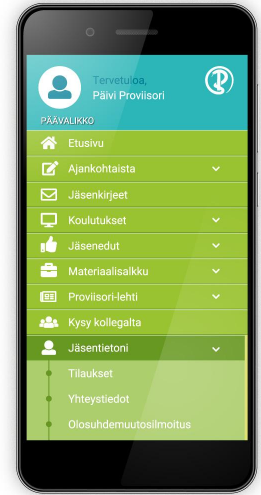 Tervetuloa,
Päivi Proviisori
PÄÄVALIKKO
Etusivu
Ajankohtaista
Jäsenkirjeet
Koulutukset
Jäsenedut
Materiaalisalkku
Proviisori-lehti
Kysy kollegalta
Jäsentietoni
Tilaukset
Yhteystiedot
Olosuhdemuutosilmoitus